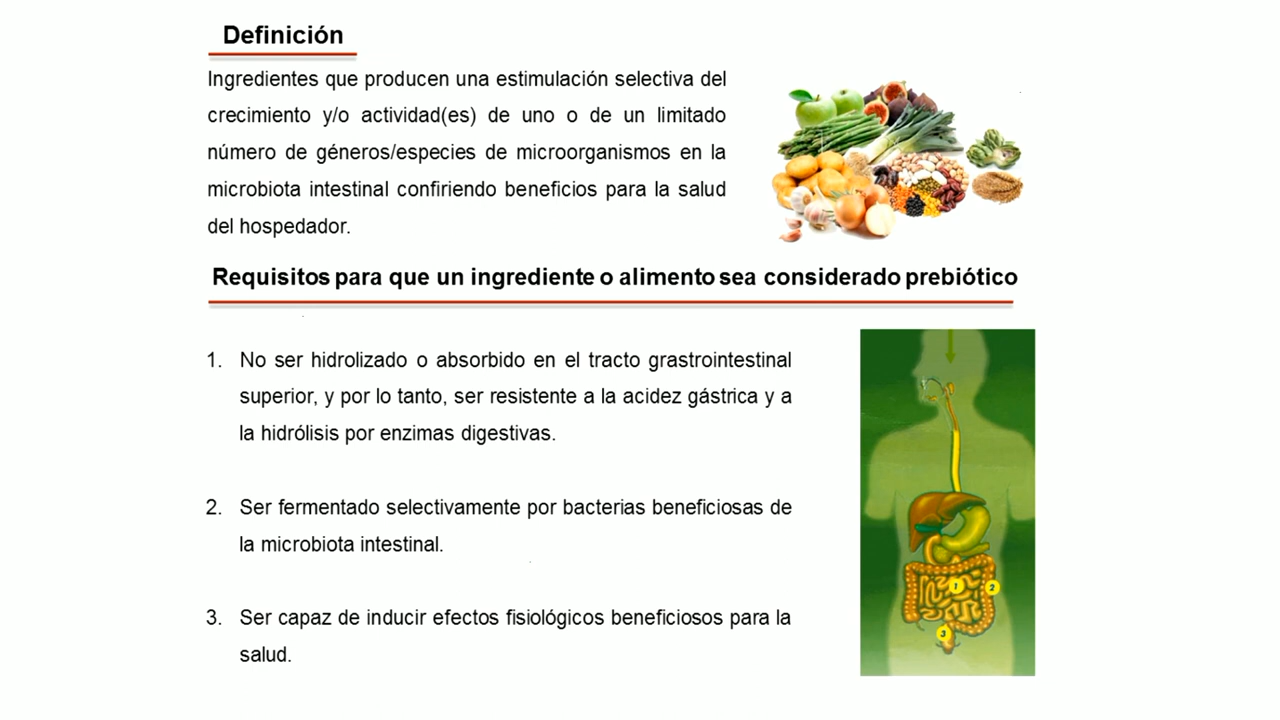 Definición
Ingredientes que producen una estimulación selectiva del
crecimiento y/o actividad(es) de uno o de un limitado
número de géneros/especies de microorganismos en la
microbiota intestinal confiriendo beneficios para la salud
del hospedador.
Requisitos para que un ingrediente o alimento sea considerado prebiótico
1. No ser hidrolizado o absorbido en el tracto grastrointestinal
superior, y por lo tanto, ser resistente a la acidez gástrica y a
la hidrólisis por enzimas digestivas.
2. Ser fermentado selectivamente por bacterias beneficiosas de
la microbiota intestinal.
3. Ser capaz de inducir efectos fisiológicos beneficiosos para la
salud.
1
2
3